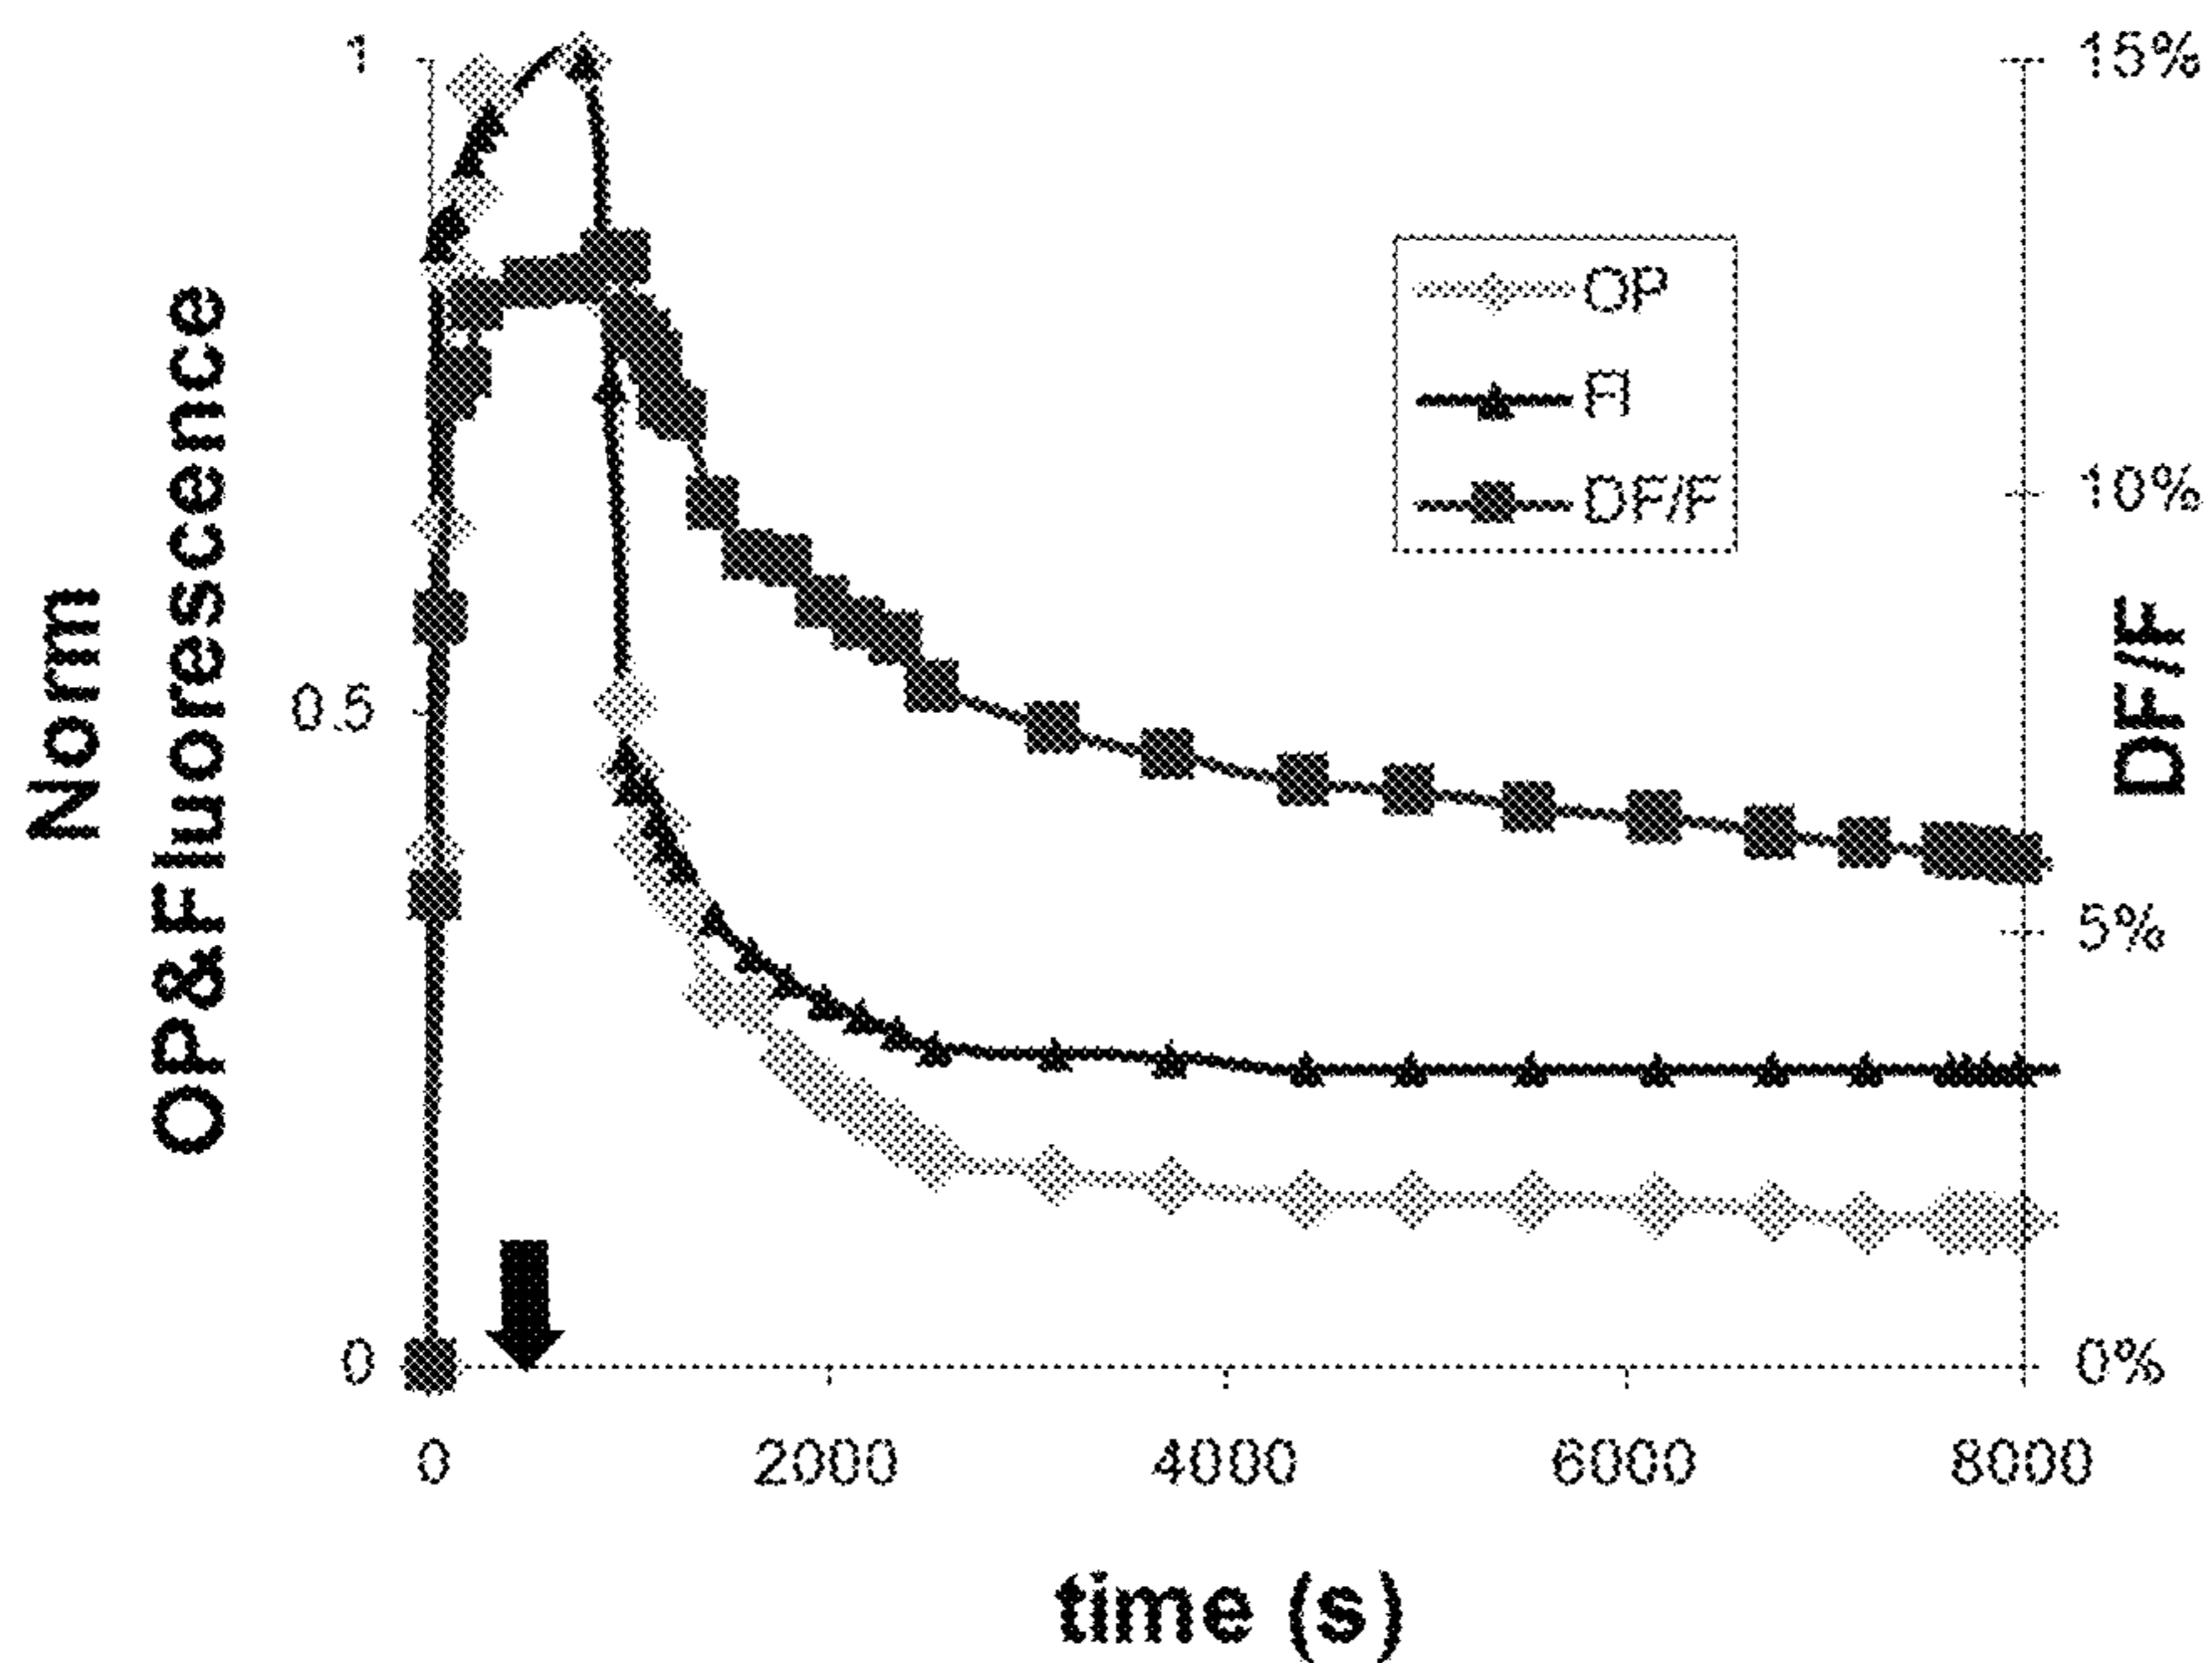 Norm
OP&Fluorescence
1
0.5
0
15%
10%
5%
0%
DF/F
OP
Fl
DF/F
0 2000 4000 6000 8000
time (s)